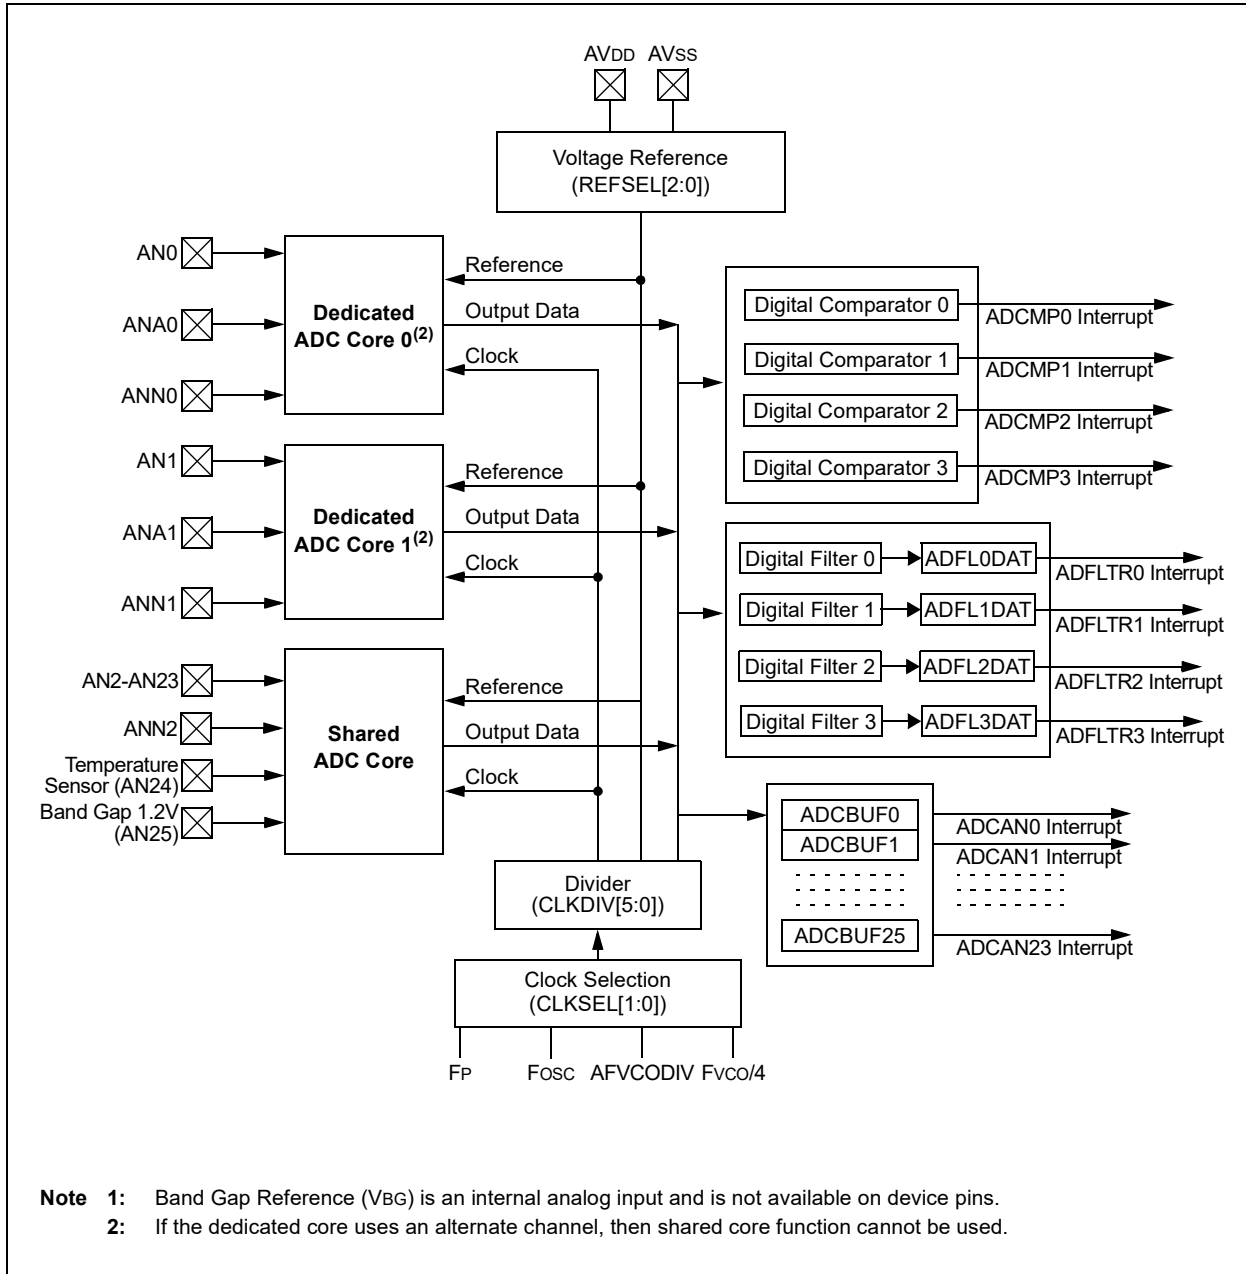 AVDD AVSS
Voltage Reference
(REFSEL[2:0])
AN0
ANA0
ANN0
Dedicated
ADC Core 0(2)
Reference
Output Data
Clock
AN1
ANA1
ANN1
Dedicated
ADC Core 1(2)
Reference
Output Data
Clock
AN2-AN23
ANN2
Temperature
Sensor (AN24)
Band Gap 1.2V
(AN25)
Shared
ADC Core
Reference
Output Data
Clock
Digital Comparator 0
ADCMP0 Interrupt
Digital Comparator 1
ADCMP1 Interrupt
Digital Comparator 2
ADCMP2 Interrupt
Digital Comparator 3
ADCMP3 Interrupt
Digital Filter 0 ADFL0DAT
ADFLTR0 Interrupt
Digital Filter 1 ADFL1DAT
ADFLTR1 Interrupt
Digital Filter 2 ADFL2DAT
ADFLTR2 Interrupt
Digital Filter 3 ADFL3DAT
ADFLTR3 Interrupt
ADCBUF0
ADCAN0 Interrupt
ADCBUF1
ADCAN1 Interrupt
ADCBUF25
ADCAN23 Interrupt
Divider
(CLKDIV[5:0])
Clock Selection
(CLKSEL[1:0])
FP FOSC AFVCODIV FVCO/4
Note 1: Band Gap Reference (VBG) is an internal analog input and is not available on device pins.
2: If the dedicated core uses an alternate channel, then shared core function cannot be used.